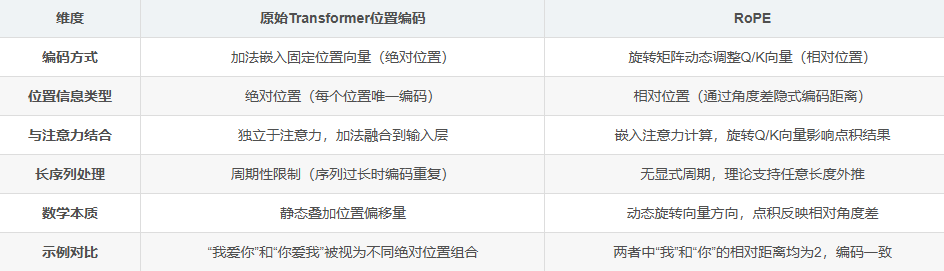 维度 原始Transformer位置编码 RoPE
编码方式 加法嵌入固定位置向量（绝对位置） 旋转矩阵动态调整Q/K向量（相对位置）
位置信息类型 绝对位置（每个位置唯一编码） 相对位置（通过角度差隐式编码距离）
与注意力结合 独立于注意力，加法融合到输入层 嵌入注意力计算，旋转Q/K向量影响点积结果
长序列处理 周期性限制（序列过长时编码重复） 无显式周期，理论支持任意长度外推
数学本质 静态叠加位置偏移量 动态旋转向量方向，点积反映相对角度差
示例对比 “我爱你”和“你爱我”被视为不同绝对位置组合 两者中“我”和“你”的相对距离均为2，编码一致